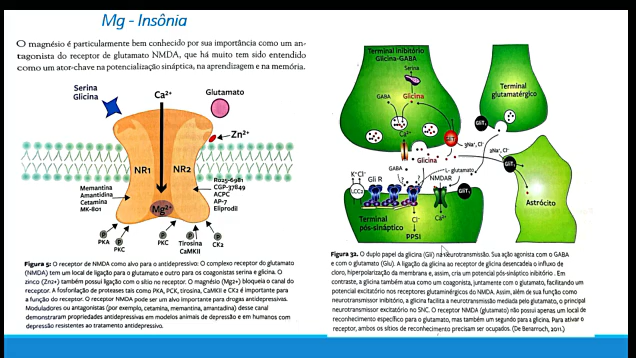 Mg - Insônia
O magnésio é particularmente bem conhecido por sua importância como um an-
tagonista do receptor de glutamato NMDA, que há muito tem sido entendido
como um ator-chave na potencialização sináptica, na aprendizagem e na memória.
Serina
Glicina
Ca²⁺
Glutamato
Zn²⁺
NR1
NR2
Mg²⁺
Memantina
Amantidina
Cetamina
MK-801
Ro25-6981
CGP-37849
ACPC
AP-7
Eliprodil
P
P
P
P
PKA
PKC
PKC
Tirosina
CaMKII
CK2
Figura 5: O receptor de NMDA como alvo para o antidepressivo: O complexo receptor do glutamato
(NMDA) tem um local de ligação para o glutamato e outro para os coagonistas serina e glicina. O
zinco (Zn2+) também possui ligação com o sítio no receptor. O magnésio (Mg2+) bloqueia o canal do
receptor. A fosforilação de proteases tais como PKA, PCK, tirosina, CaMKII e CK2 é importante para
a função do receptor. O receptor NMDA pode ser um alvo importante para drogas antidepressivas.
Moduladores ou antagonistas (por exemplo, cetamina, memantina, amantadina) desse canal
demonstraram propriedades antidepressivas em modelos animais de depressão e em humanos com
depressão resistentes ao tratamento antidepressivo.
Terminal inibitório
Glicina-GABA
Serina
GABA
Glicina
Ca²⁺
Terminal
glutamatérgico
GlT₁
3Na⁺, Cl⁻
2Na⁺, Cl⁻
GliT₁
Glicina
L- glutamato
GABA
K⁺Cl⁻
LCC2
Gli R
NMDAR
GliT₁
Astrócito
Terminal
pós-sináptico
Cl⁻
Ca²⁺
PPSI
Figura 32. O duplo papel da glicina (na neurotransmissão. Sua ação agonista com o GABA
e com o glutamato (Glu). A ligação da glicina ao receptor de glicina desencadeia o influxo de
cloro, hiperpolarização da membrana e, assim, cria um potencial pós-sináptico inibitório . Em
contraste, a glicina também atua como um coagonista, juntamente com o glutamato, facilitando um
potencial excitatório nos receptores glutaminérgicos do NMDA. Assim, além de sua função como
neurotransmissor inibitório, a glicina facilita a neurotransmissão mediada pelo glutamato, o principal
neurotransmissor excitatório no SNC. O receptor NMDA (glutamato) não possui apenas um local de
reconhecimento específico para o glutamato, mas também um segundo para a glicina. Para ativar o
receptor, ambos os sítios de reconhecimento precisam ser ocupados. (De Benarroch, 2011.)